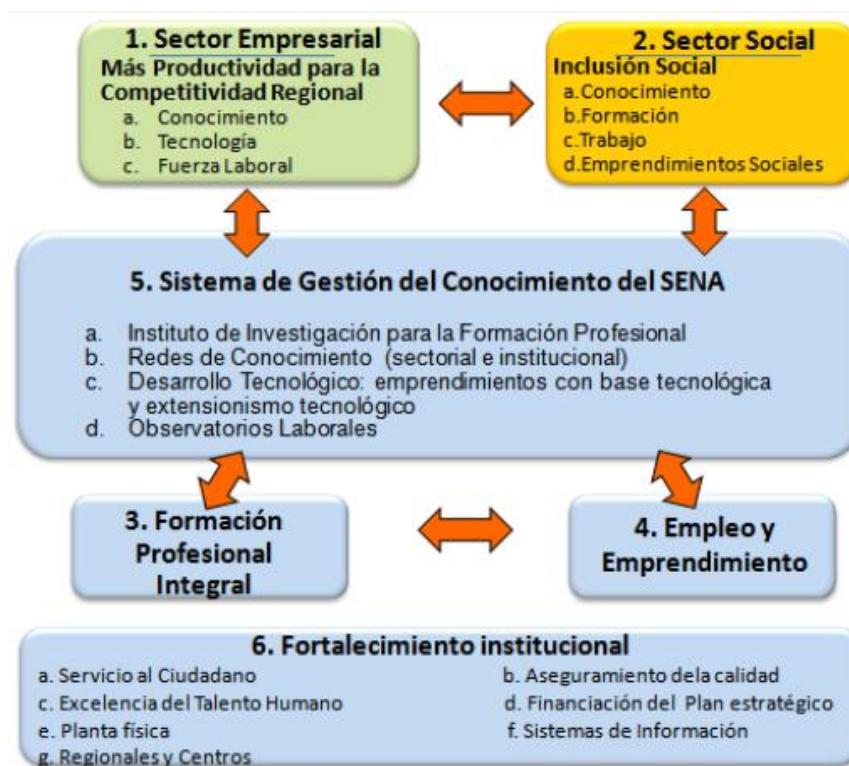 1. Sector Empresarial
Más Productividad para la
Competitividad Regional
a. Conocimiento
b. Tecnología
c. Fuerza Laboral
2. Sector Social
Inclusión Social
a.Conocimiento
b.Formación
c.Trabajo
d.Emprendimientos Sociales
5. Sistema de Gestión del Conocimiento del SENA
a. Instituto de Investigación para la Formación Profesional
b. Redes de Conocimiento (sectorial e institucional)
c. Desarrollo Tecnológico: emprendimientos con base tecnológica
y extensionismo tecnológico
d. Observatorios Laborales
3. Formación
Profesional
Integral
4. Empleo y
Emprendimiento
6. Fortalecimiento institucional
a. Servicio al Ciudadano
b. Aseguramiento dela calidad
c. Excelencia del Talento Humano
d. Financiación del Plan estratégico
e. Planta física
f. Sistemas de Información
g. Regionales y Centros